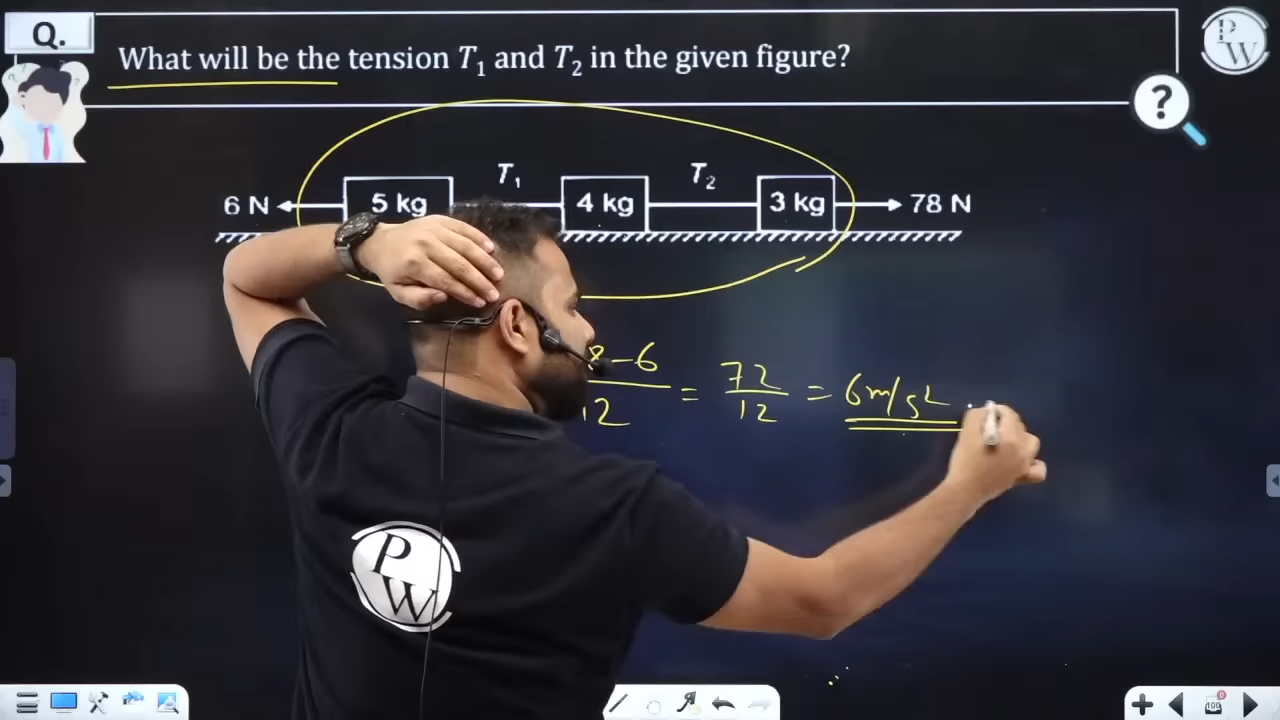 Q.
What will be the tension T₁ and T₂ in the given figure?
?
P
W
T₁ T₂
6 N 5 kg 4 kg 3 kg 78 N
8 – 6 / 12 = 72 / 12 = 6 m/s²
P
W